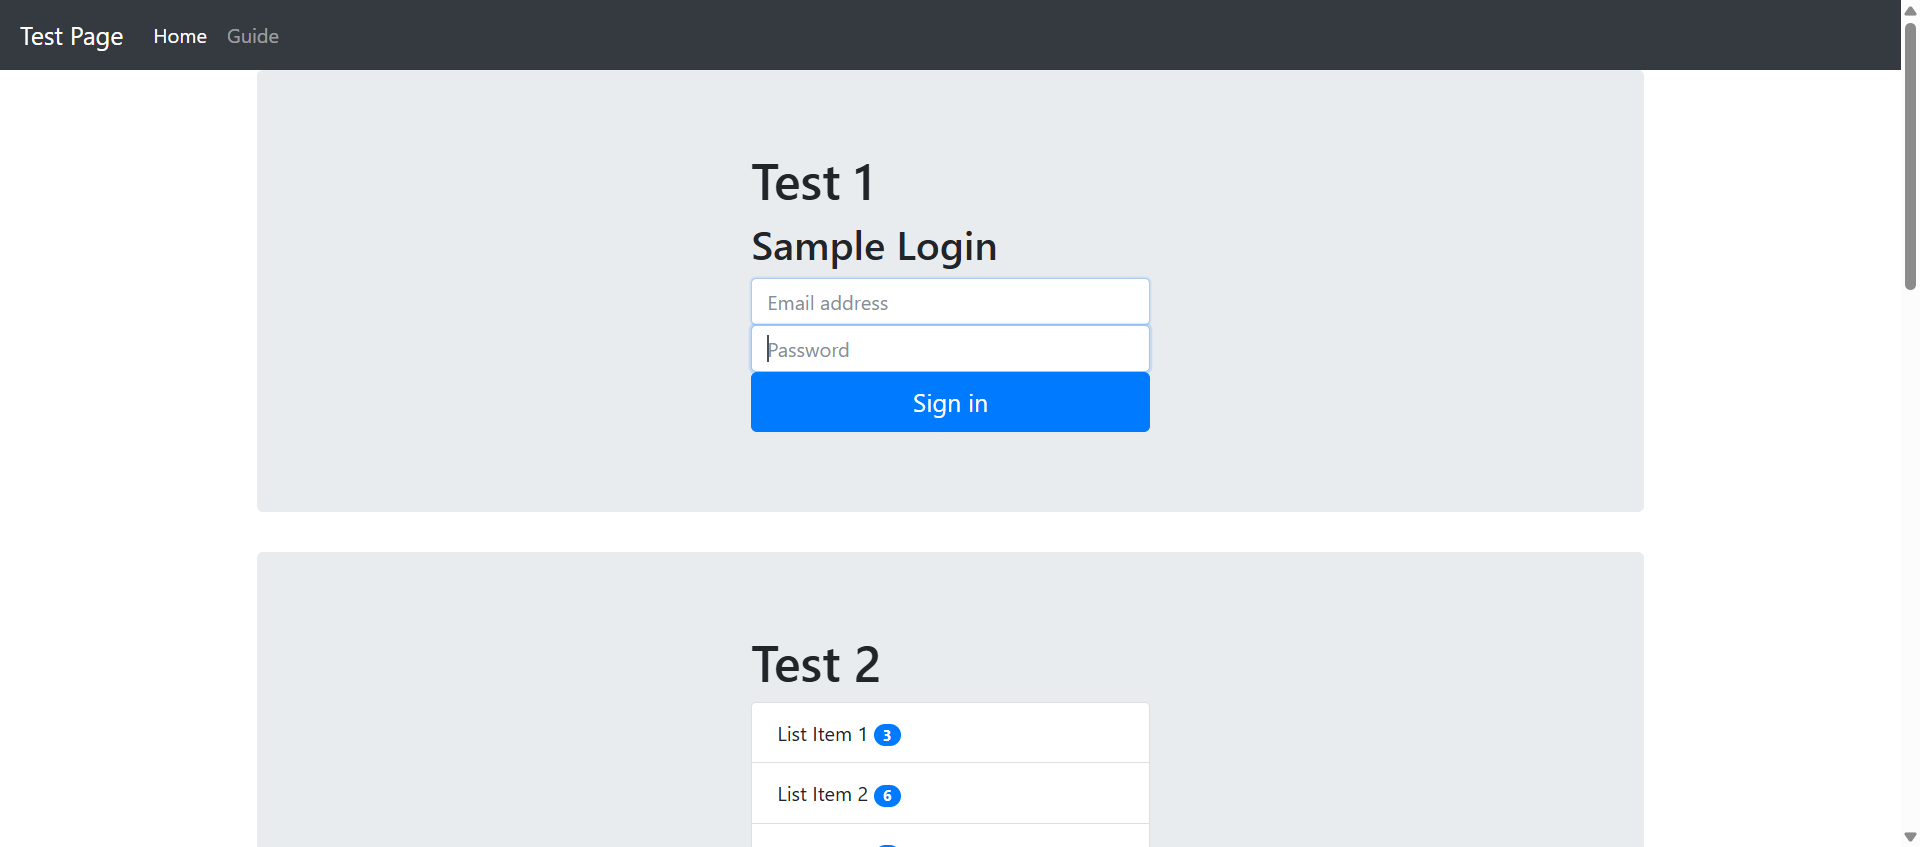 Test Page Home Guide
Test 1
Sample Login
Email address
Password
Sign in
Test 2
List Item 1 3
List Item 2 6